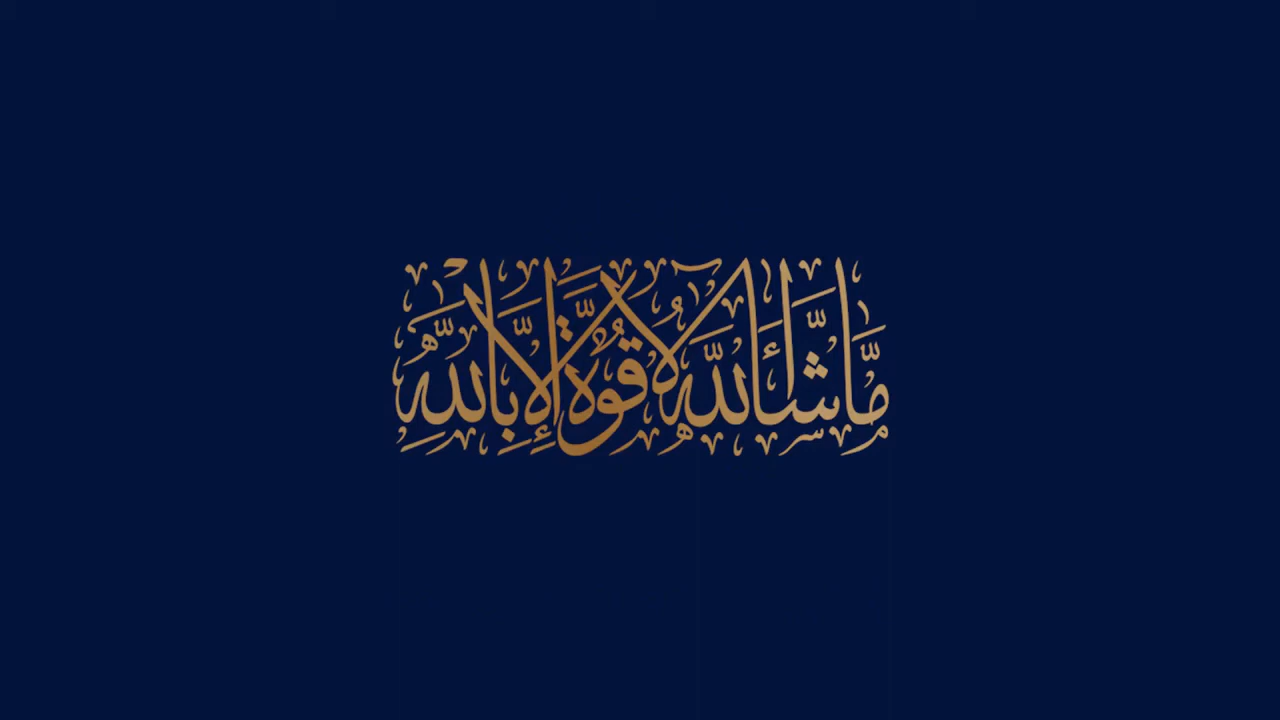 مَّا شَاءَ اللَّهُ لَا قُوَّةَ إِلَّا بِاللَّهِ